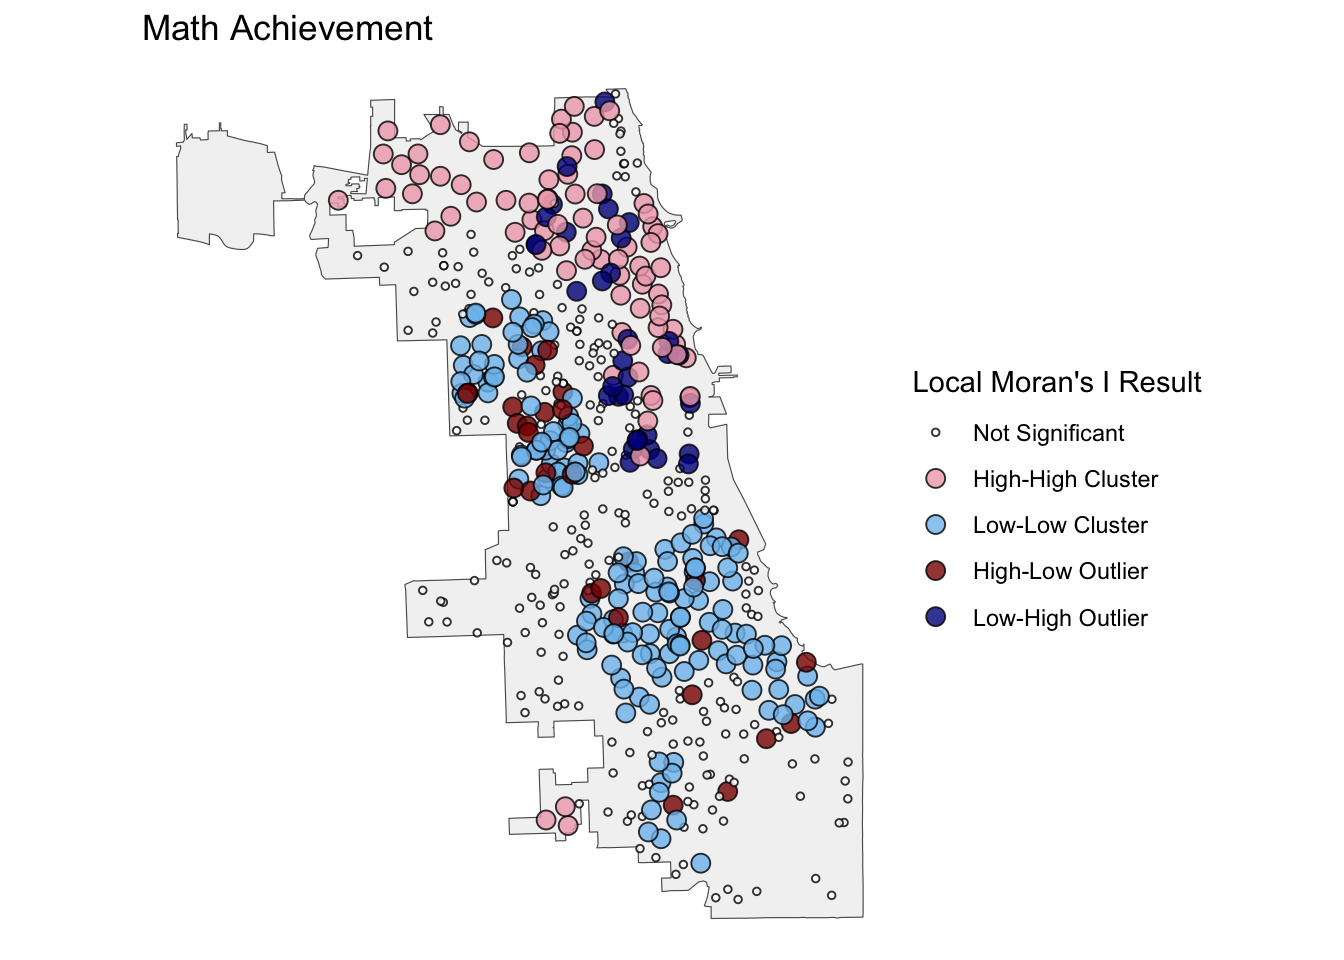 Math Achievement
Local Moran's I Result
Not Significant
High-High Cluster
Low-Low Cluster
High-Low Outlier
Low-High Outlier